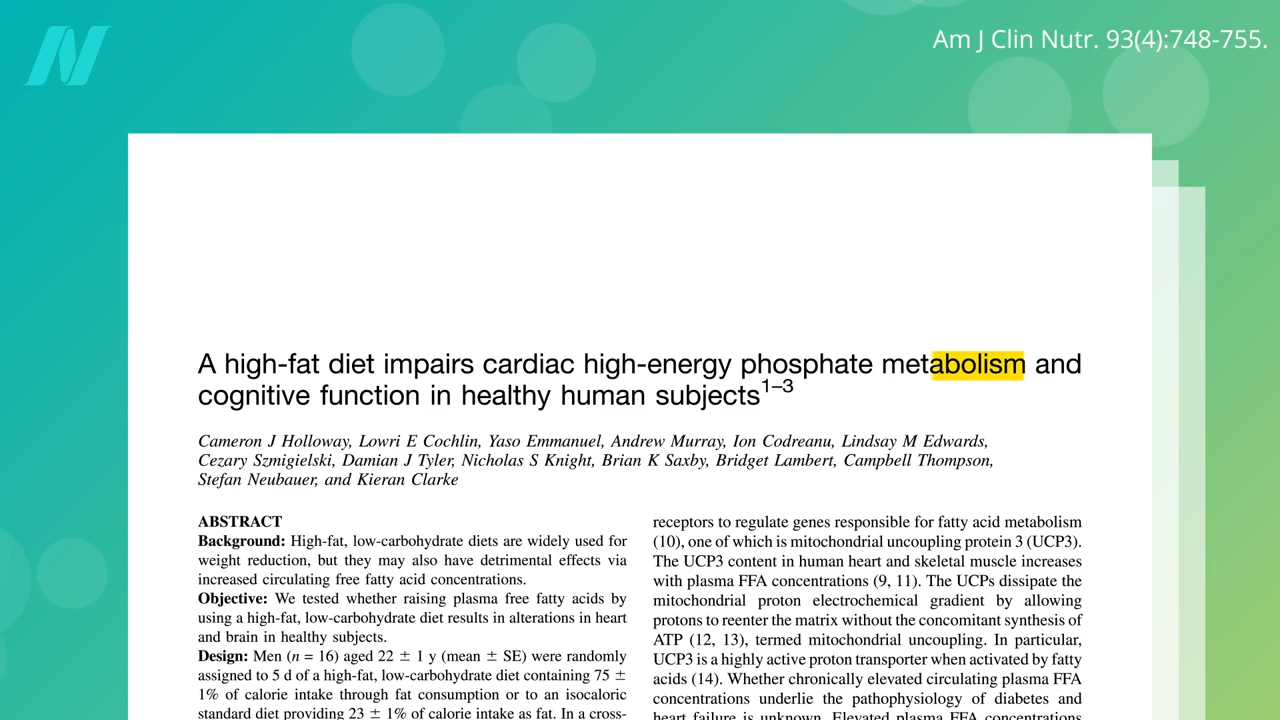 Am J Clin Nutr. 93(4):748-755.
A high-fat diet impairs cardiac high-energy phosphate metabolism and
cognitive function in healthy human subjects1–3
Cameron J Holloway, Lowri E Cochlin, Yaso Emmanuel, Andrew Murray, Ion Codreanu, Lindsay M Edwards,
Cezary Szmigielski, Damian J Tyler, Nicholas S Knight, Brian K Saxby, Bridget Lambert, Campbell Thompson,
Stefan Neubauer, and Kieran Clarke
ABSTRACT
Background: High-fat, low-carbohydrate diets are widely used for
weight reduction, but they may also have detrimental effects via
increased circulating free fatty acid concentrations.
Objective: We tested whether raising plasma free fatty acids by
using a high-fat, low-carbohydrate diet results in alterations in heart
and brain in healthy subjects.
Design: Men (n = 16) aged 22 ± 1 y (mean ± SE) were randomly
assigned to 5 d of a high-fat, low-carbohydrate diet containing 75 ±
1% of calorie intake through fat consumption or to an isocaloric
standard diet providing 23 ± 1% of calorie intake as fat. In a cross-
receptors to regulate genes responsible for fatty acid metabolism
(10), one of which is mitochondrial uncoupling protein 3 (UCP3).
The UCP3 content in human heart and skeletal muscle increases
with plasma FFA concentrations (9, 11). The UCPs dissipate the
mitochondrial proton electrochemical gradient by allowing
protons to reenter the matrix without the concomitant synthesis of
ATP (12, 13), termed mitochondrial uncoupling. In particular,
UCP3 is a highly active proton transporter when activated by fatty
acids (14). Whether chronically elevated circulating plasma FFA
concentrations underlie the pathophysiology of diabetes and
heart failure is unknown. Elevated plasma FFA concentrations